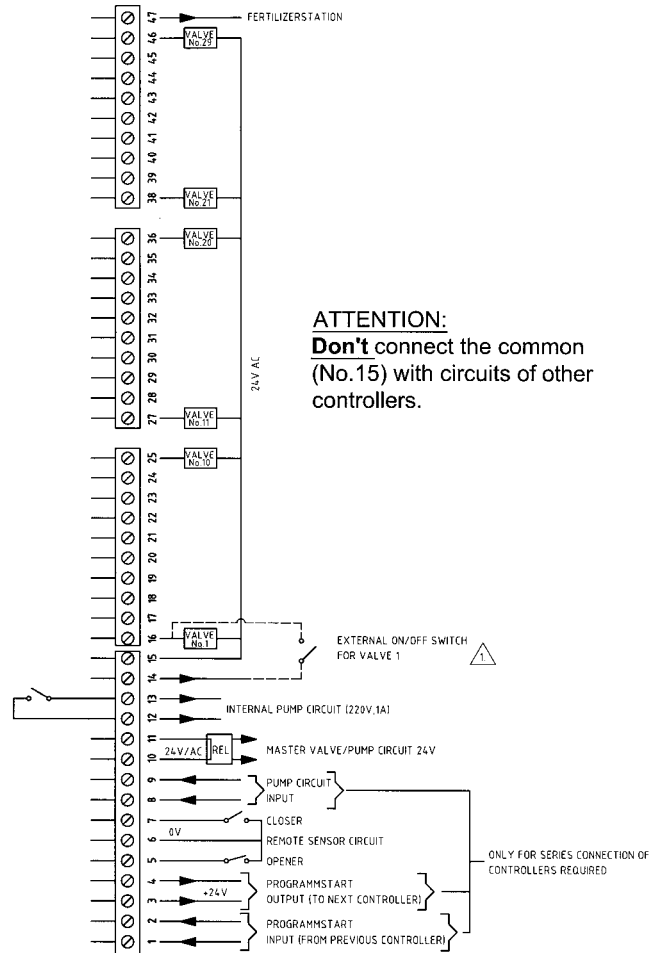 47 FERTILIZERSTATION
46 VALVE No.29
45
44
43
42
41
40
39
38 VALVE No.21
36 VALVE No.20
35
34
33
32
31
30
29
28
27 VALVE No.11
24V AC
ATTENTION:
Don't connect the common
(No.15) with circuits of other
controllers.
25 VALVE No.10
24
23
22
21
20
19
18
17
16 VALVE No.1
15
14
EXTERNAL ON/OFF SWITCH
FOR VALVE 1
1.
13
12
INTERNAL PUMP CIRCUIT (220V,1A)
11
10
24V/AC REL MASTER VALVE/PUMP CIRCUIT 24V
9
8
PUMP CIRCUIT
INPUT
7 CLOSER
6 0V REMOTE SENSOR CIRCUIT
5 OPENER
ONLY FOR SERIES CONNECTION OF
CONTROLLERS REQUIRED
4
3
+24V
PROGRAMMSTART
OUTPUT (TO NEXT CONTROLLER)
2
1
PROGRAMMSTART
INPUT (FROM PREVIOUS CONTROLLER)